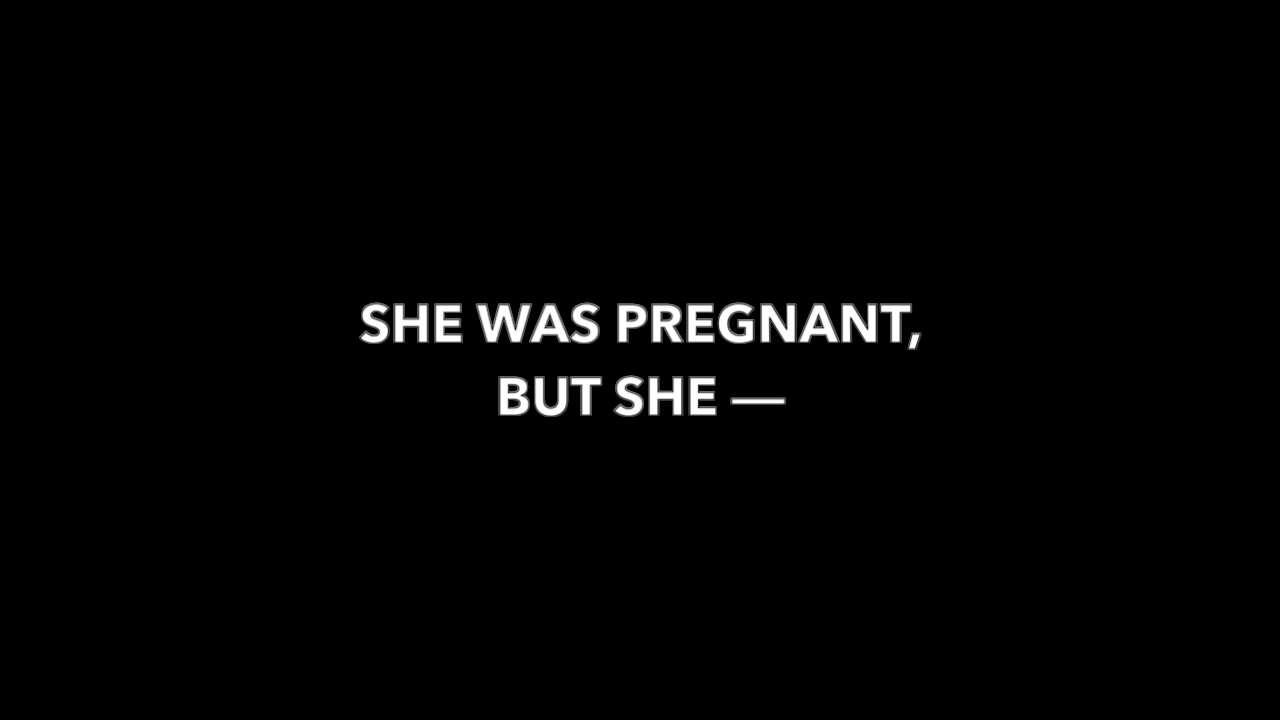 SHE WAS PREGNANT,
BUT SHE —